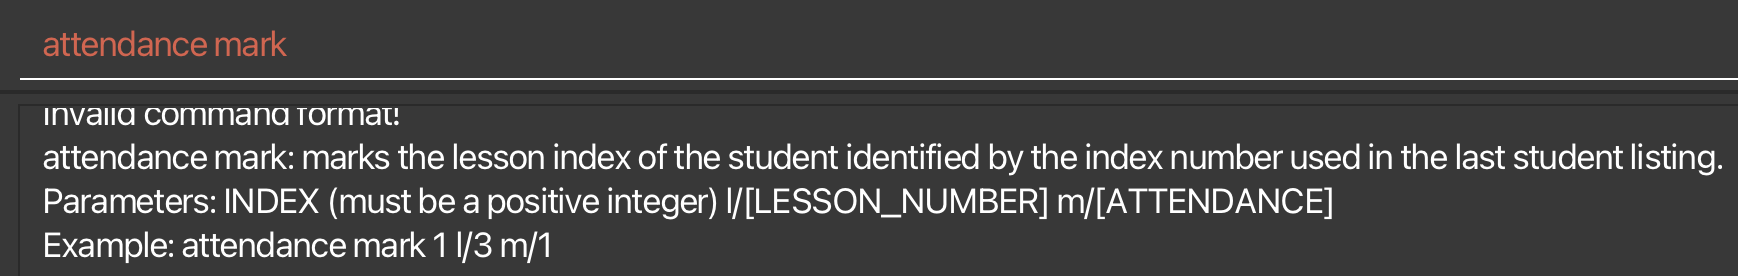 attendance mark
Invalid command format!
attendance mark: marks the lesson index of the student identified by the index number used in the last student listing.
Parameters: INDEX (must be a positive integer) l/[LESSON_NUMBER] m/[ATTENDANCE]
Example: attendance mark 1 l/3 m/1